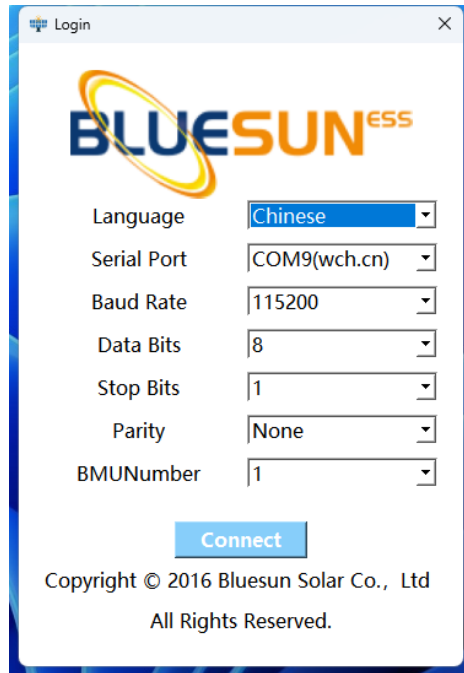 Login
BLUESUN ESS
Language Chinese
Serial Port COM9(wch.cn)
Baud Rate 115200
Data Bits 8
Stop Bits 1
Parity None
BMUNumber 1
Connect
Copyright © 2016 Bluesun Solar Co.， Ltd
All Rights Reserved.